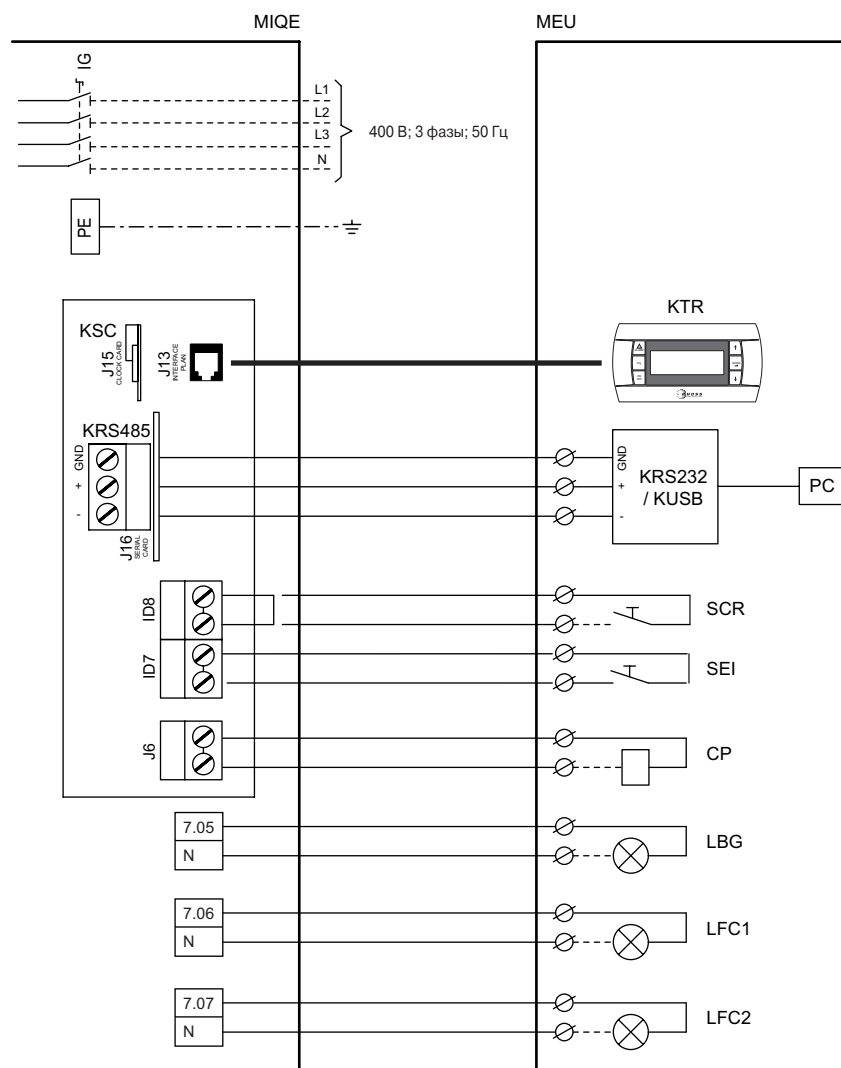 MIQE
MEU
IG
L1
L2
L3
N
400 В; 3 фазы; 50 Гц
PE
KTR
KSC
J15
CLOCK CARD
J13
INTERFACE
PLAN
KRS485
GND
+
-
J16
SERIAL
CARD
GND
+
-
KRS232
/ KUSB
PC
ID8
SCR
ID7
SEI
J6
CP
7.05
N
LBG
7.06
N
LFC1
7.07
N
LFC2